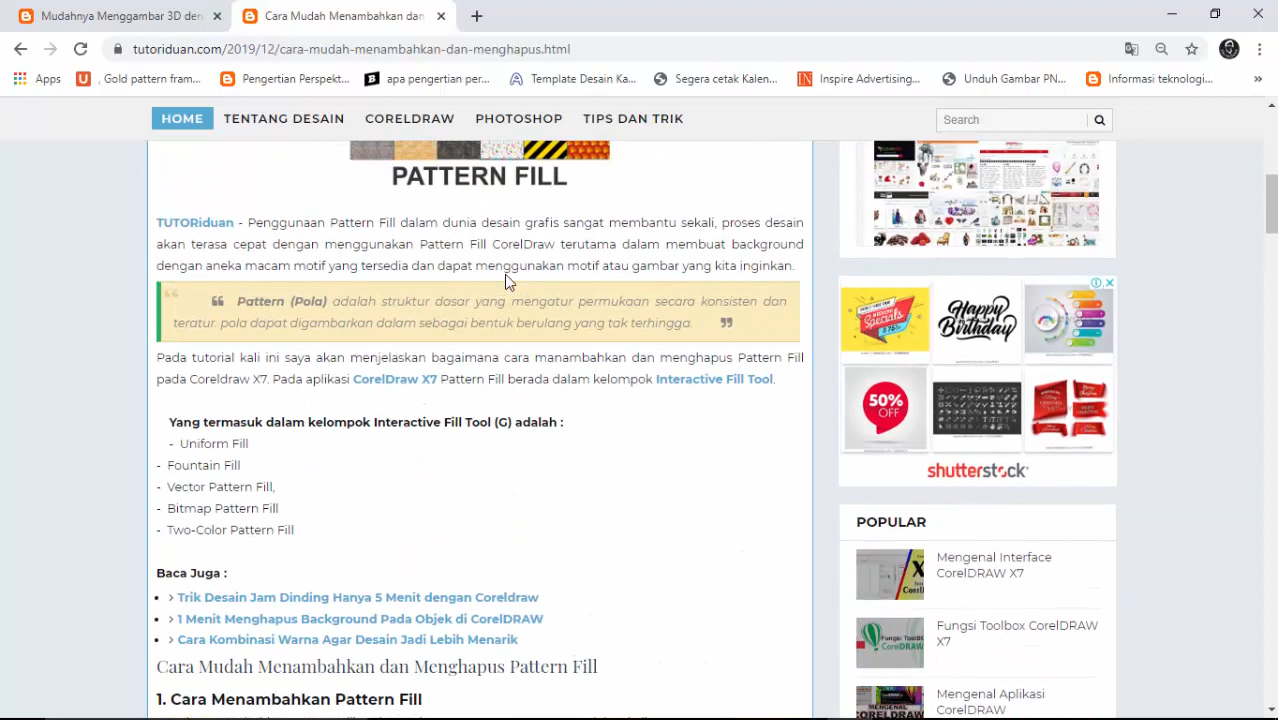 Mudahnya Menggambar 3D den
Cara Mudah Menambahkan dan
tutoriduan.com/2019/12/cara-mudah-menambahkan-dan-menghapus.html
Apps
, Gold pattern fram...
Pengertian Perspekt...
apa pengertian per...
Template Desain Ka...
Segera cetak Kalen...
Inspire Advertising...
Unduh Gambar PN...
Informasi teknologi...
»
HOME TENTANG DESAIN CORELDRAW PHOTOSHOP TIPS DAN TRIK
Search
PATTERN FILL
TUTORiduan - Penggunaan Pattern Fill dalam dunia desain grafis sangat membantu sekali, proses desain
akan terasa cepat dengan menggunakan Pattern Fill CorelDraw terutama dalam membuat background
dengan aneka macam motif yang tersedia dan dapat menggunakan motif atau gambar yang kita inginkan.
Pattern (Pola) adalah struktur dasar yang mengatur permukaan secara konsisten dan
teratur. pola dapat digambarkan dalam sebagai bentuk berulang yang tak terhingga.
Pada tutorial kali ini saya akan menjelaskan bagaimana cara manambahkan dan menghapus Pattern Fill
pada Coreldraw X7. Pada aplikasi CorelDraw X7 Pattern Fill berada dalam kelompok Interactive Fill Tool.
Yang termasuk dalam kelompok Interactive Fill Tool (G) adalah :
- Uniform Fill
- Fountain Fill
- Vector Pattern Fill,
- Bitmap Pattern Fill
- Two-Color Pattern Fill
Baca Juga :
Trik Desain Jam Dinding Hanya 5 Menit dengan Coreldraw
1 Menit Menghapus Background Pada Objek di CorelDRAW
Cara Kombinasi Warna Agar Desain Jadi Lebih Menarik
Cara Mudah Menambahkan dan Menghapus Pattern Fill
1. Cara Menambahkan Pattern Fill
Happy
Birthday
50%
OFF
shutterstock
POPULAR
Mengenal Interface
CorelDRAW X7
Fungsi Toolbox CorelDRAW
X7
Mengenal Aplikasi
CorelDRAW